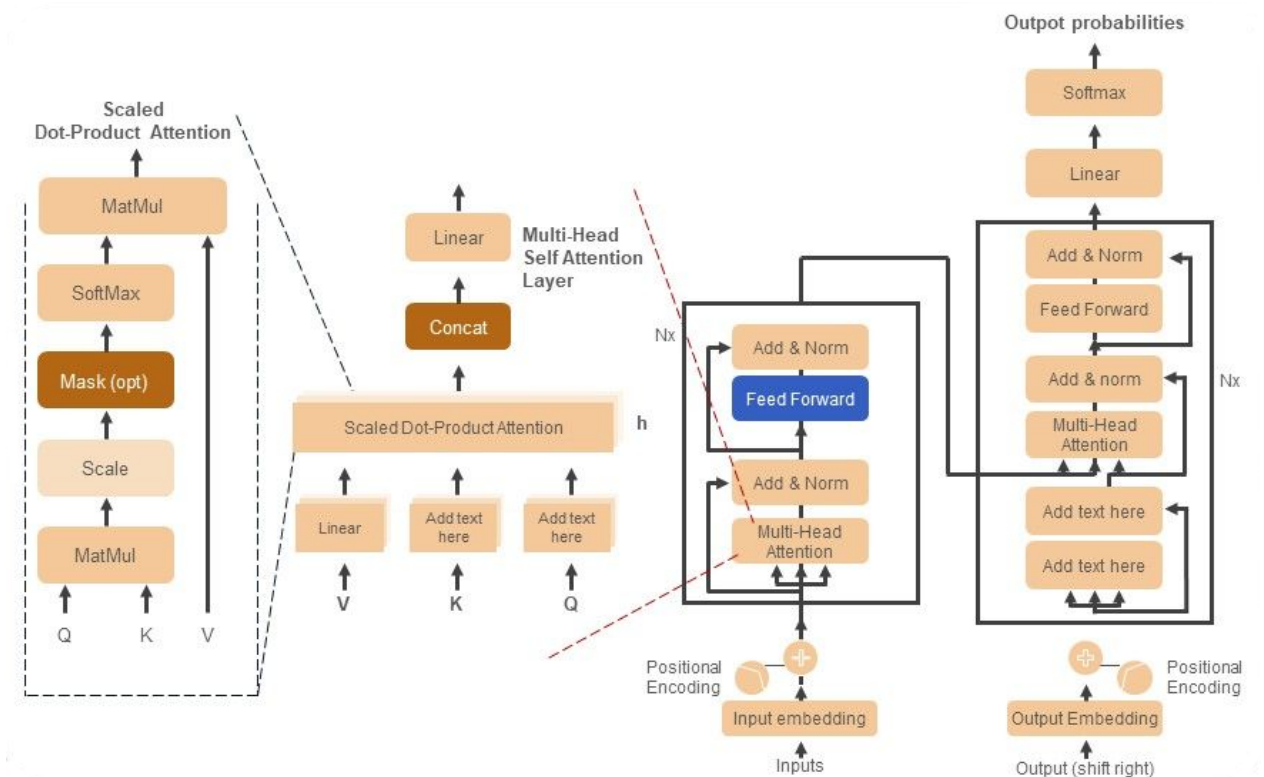 Scaled
Dot-Product Attention
MatMul
SoftMax
Mask (opt)
Scale
MatMul
Q
K
V
Linear
Multi-Head
Self Attention
Layer
Concat
Scaled Dot-Product Attention
h
Linear
Add text
here
Add text
here
V
K
Q
Nx
Add & Norm
Feed Forward
Add & Norm
Multi-Head
Attention
Positional
Encoding
Input embedding
Inputs
Outpot probabilities
Softmax
Linear
Add & Norm
Feed Forward
Add & norm
Nx
Multi-Head
Attention
Add text here
Add text here
Positional
Encoding
Output Embedding
Output (shift right)